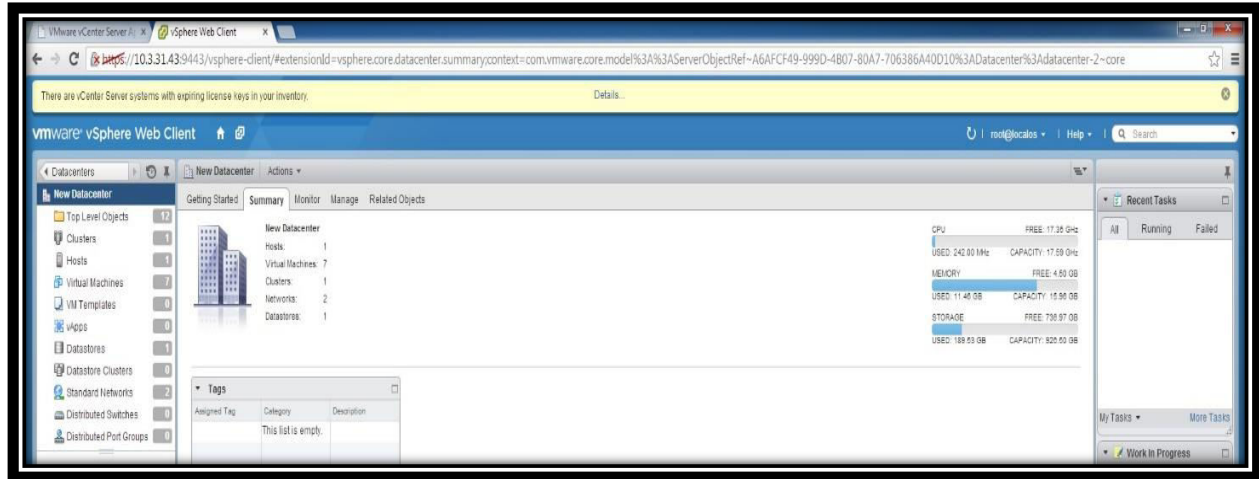 VMware vCenter Server A
vSphere Web Client
https://10.3.31.43:9443/vsphere-client/#extensionId=vsphere.core.datacenter.summary;context=com.vmware.core.model%3A%3AServerObjectRef~A6AFCF49-999D-4B07-80A7-706386A40D10%3ADatacenter%3Adatacenter-2~core
There are vCenter Server systems with expiring license keys in your inventory. Details...
vmware vSphere Web Client root@localos Help Search
Datacenters
New Datacenter Actions
New Datacenter
Getting Started Summary Monitor Manage Related Objects
Top Level Objects 12
Clusters 1
Hosts 1
Virtual Machines 7
VM Templates 0
vApps 0
Datastores 1
Datastore Clusters 0
Standard Networks 2
Distributed Switches 0
Distributed Port Groups 0
New Datacenter
Hosts: 1
Virtual Machines: 7
Clusters: 1
Networks: 2
Datastores: 1
CPU FREE: 17.35 GHz
USED: 242.00 MHz CAPACITY: 17.59 GHz
MEMORY FREE: 4.50 GB
USED: 11.46 GB CAPACITY: 15.96 GB
STORAGE FREE: 736.97 GB
USED: 189.53 GB CAPACITY: 926.50 GB
Tags
Assigned Tag Category Description
This list is empty.
Recent Tasks
All Running Failed
My Tasks More Tasks
Work In Progress